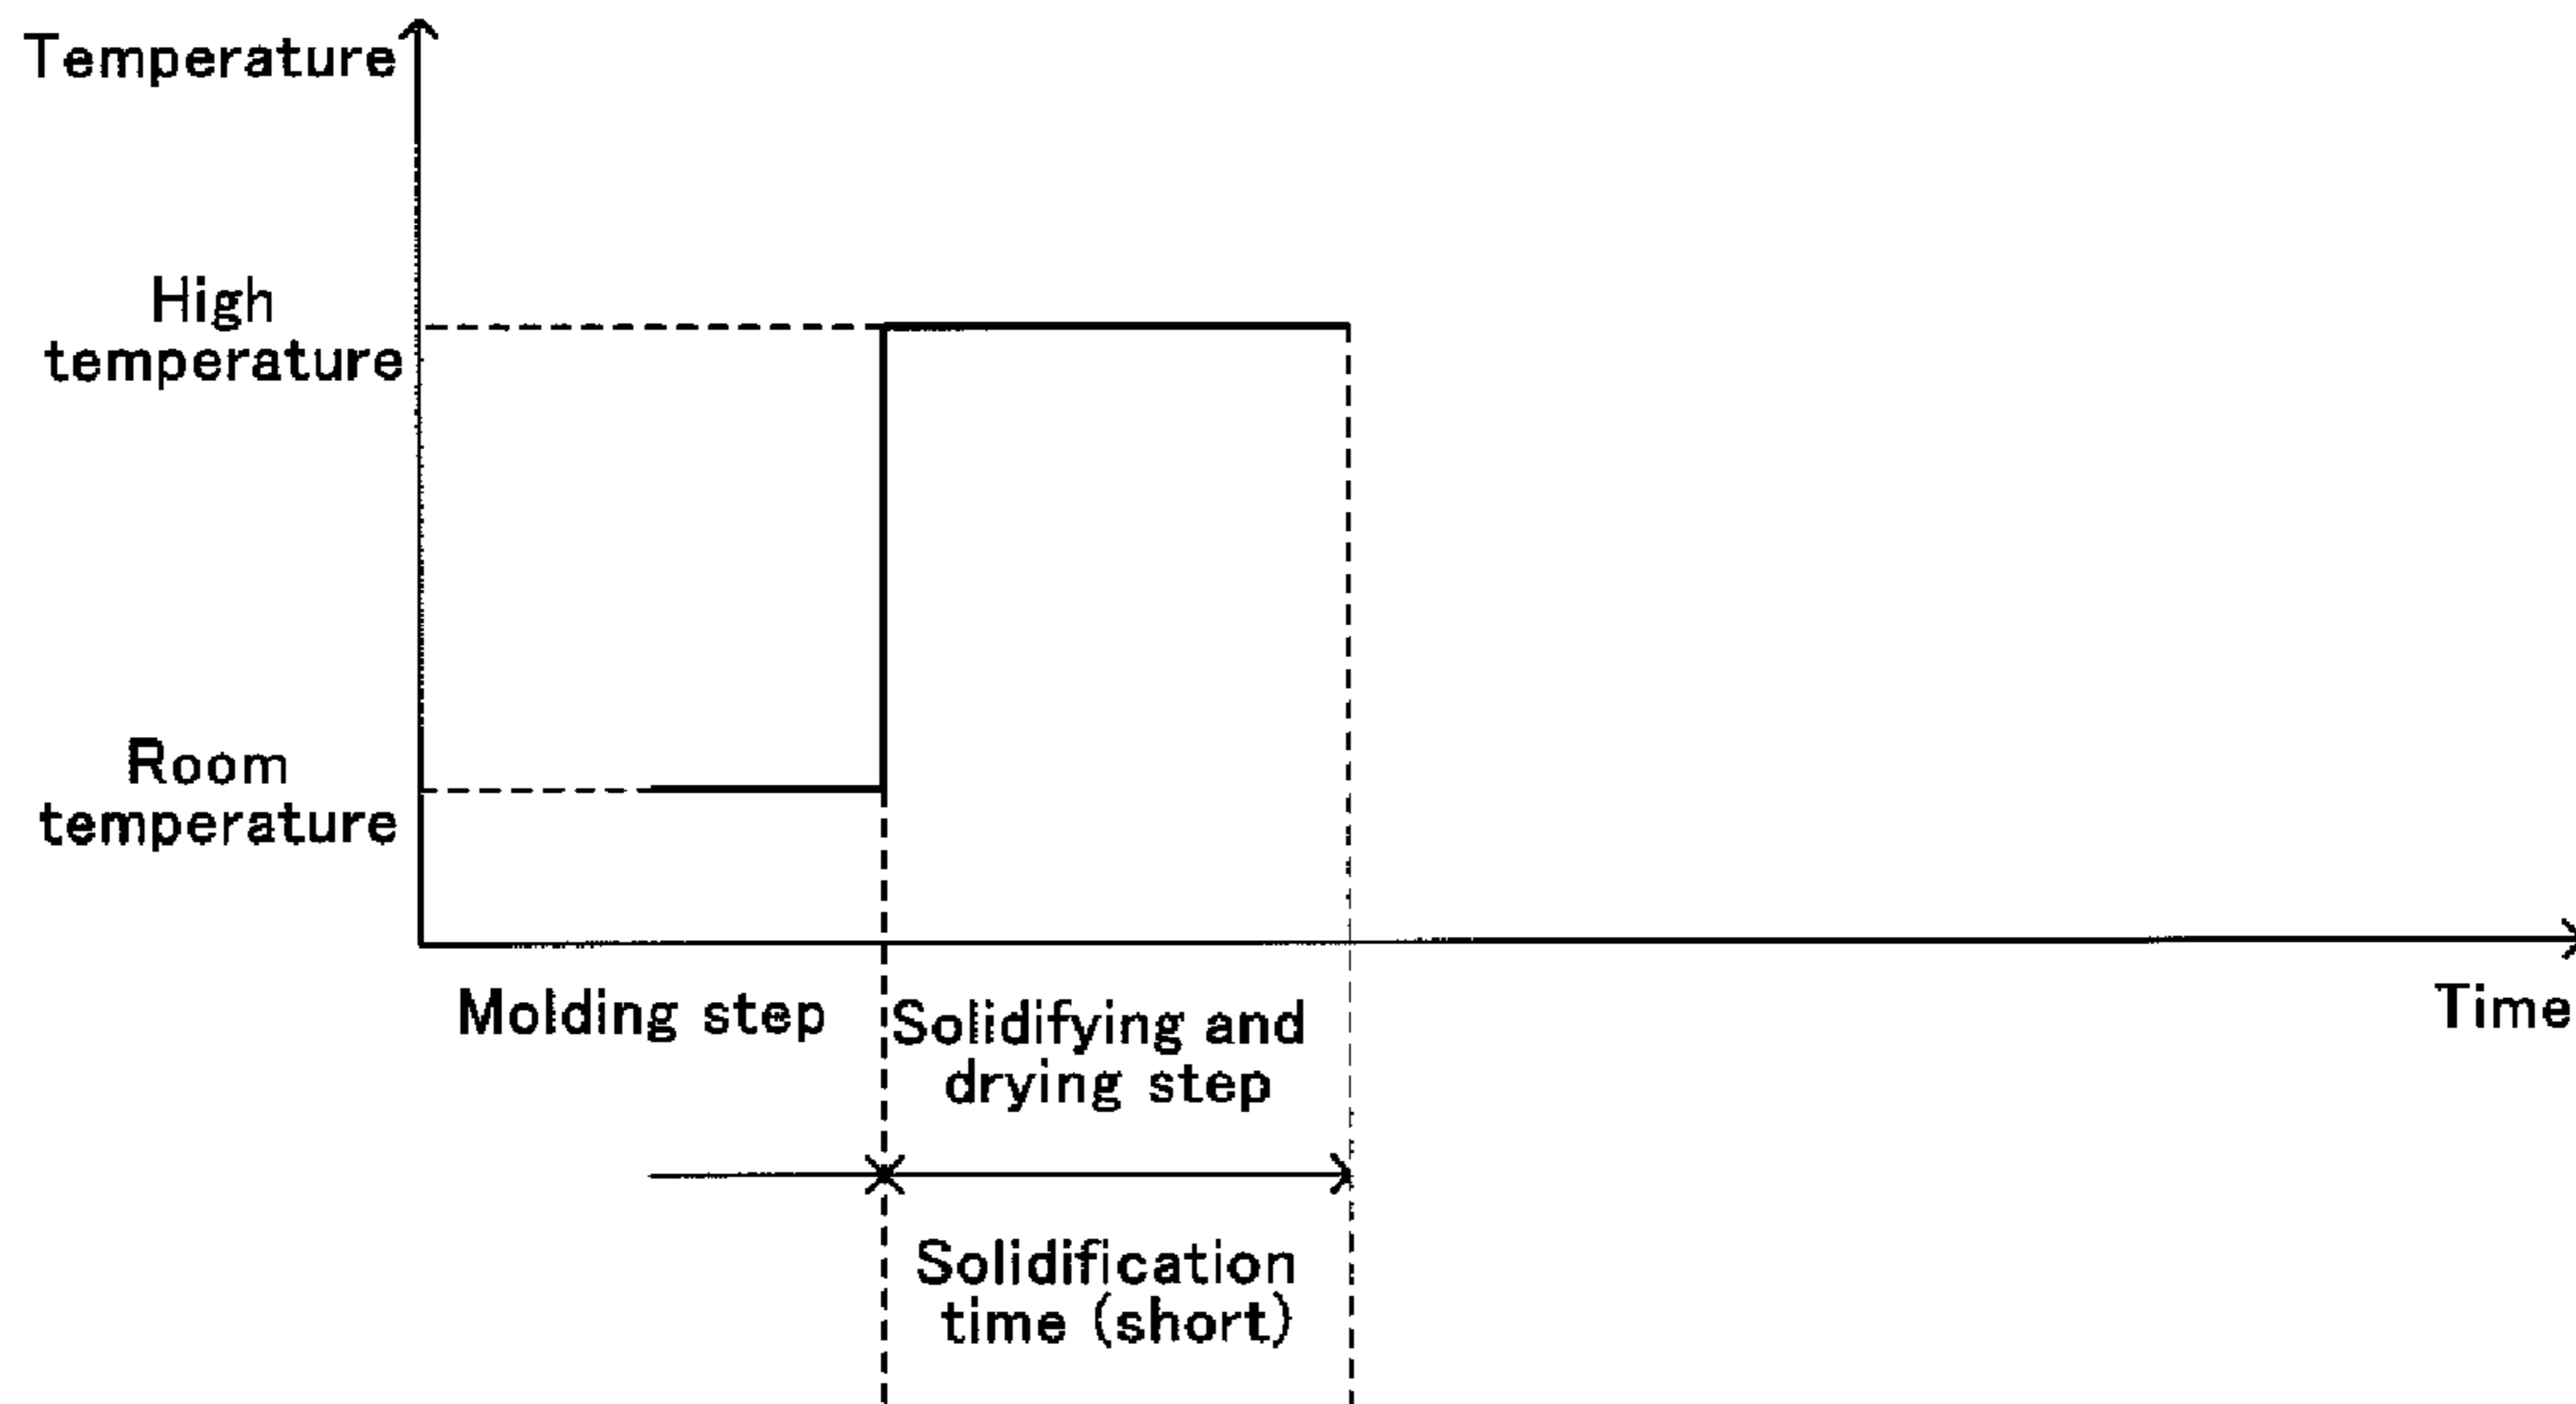 Temperature
High
temperature
Room
temperature
Molding step
Solidifying and
drying step
Time
Solidification
time (short)